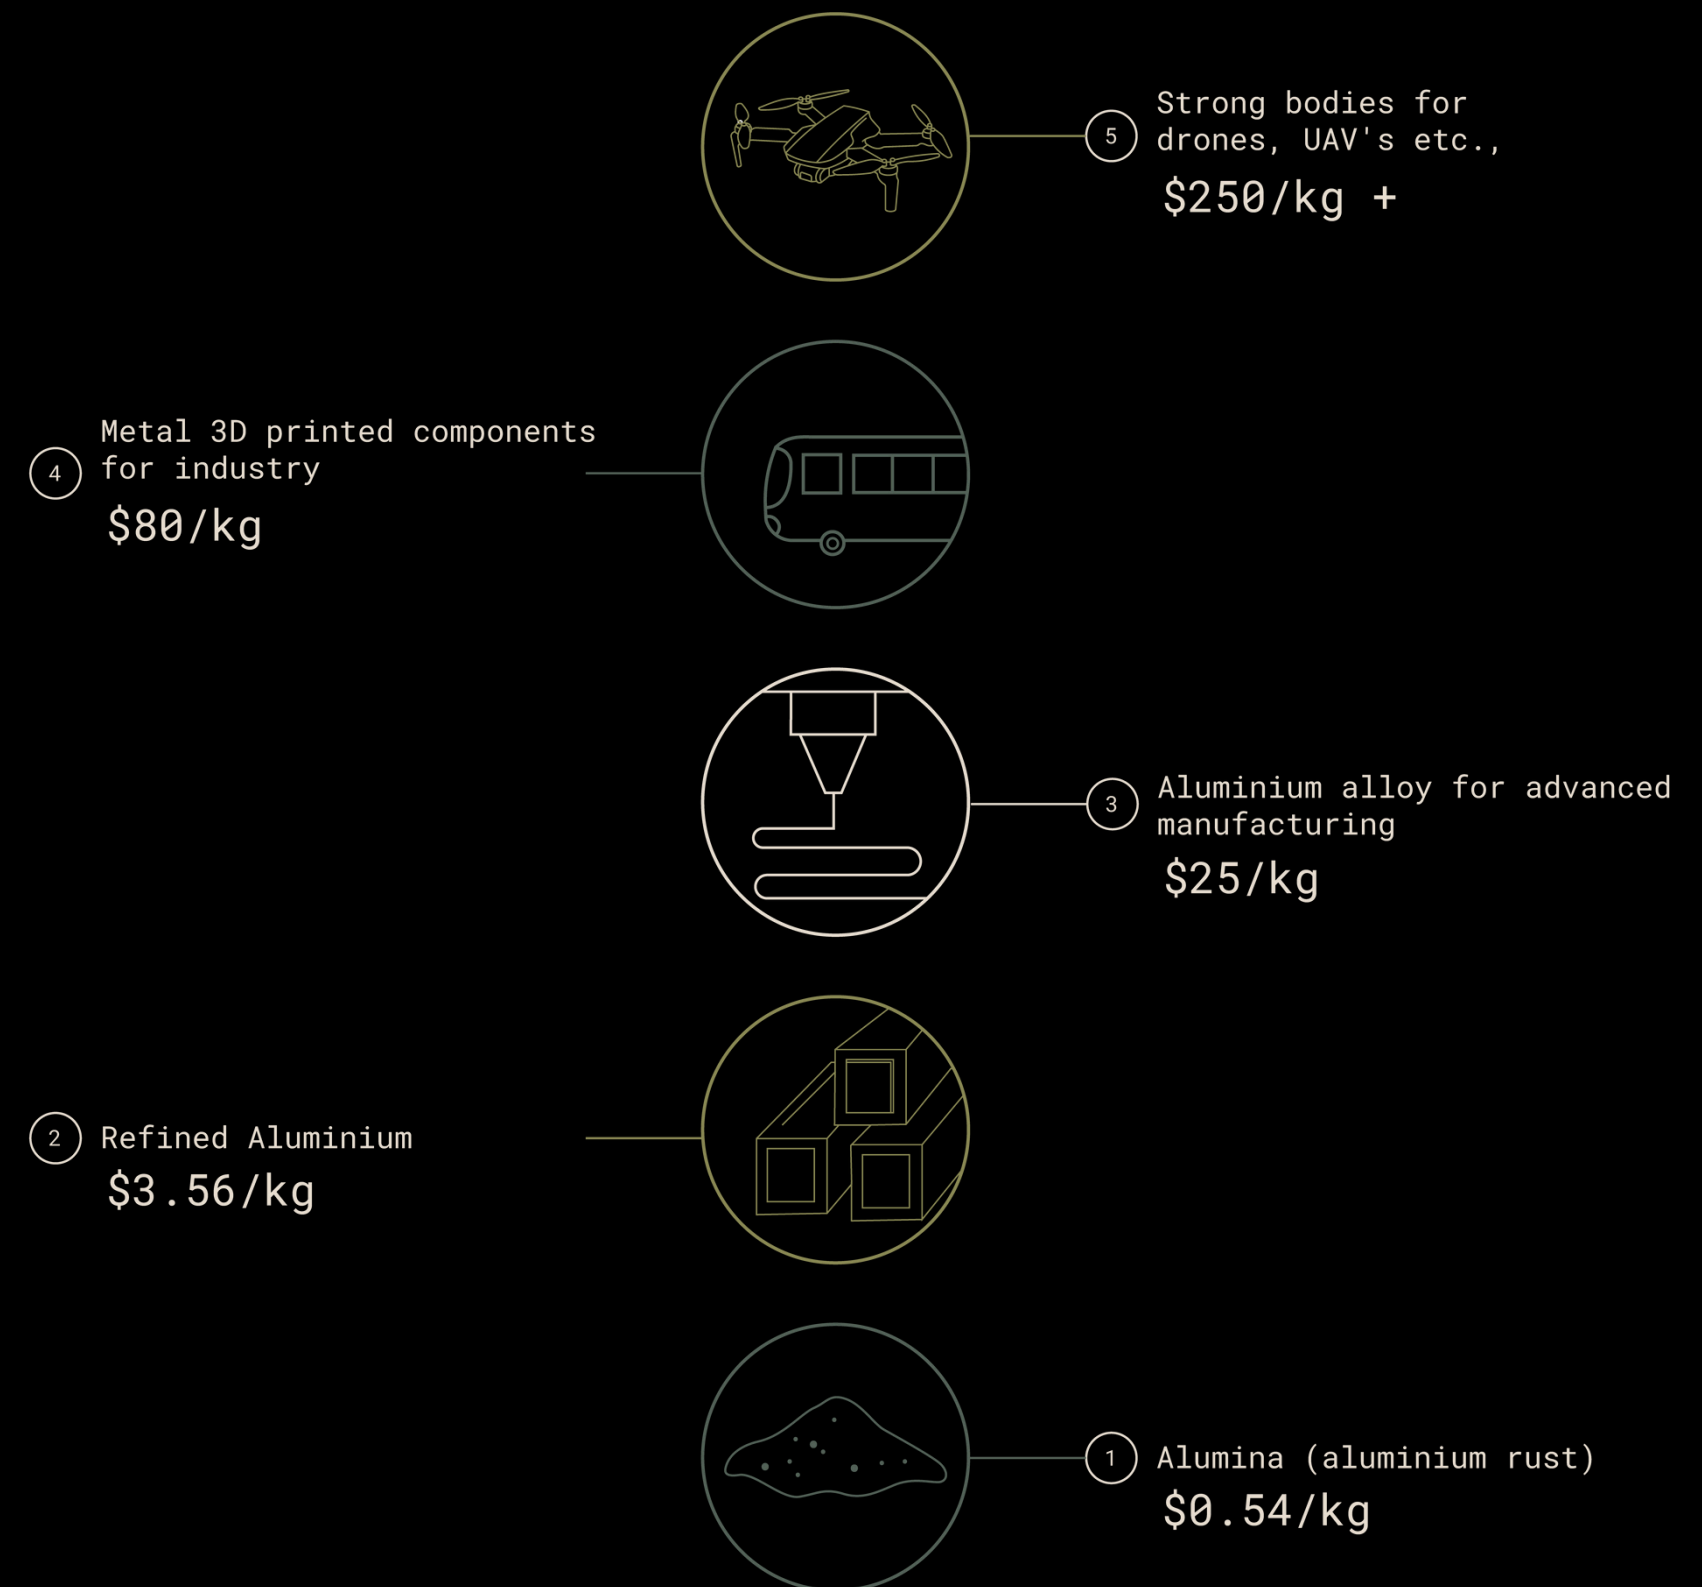 5
Strong bodies for
drones, UAV's etc.,
$250/kg +
4
Metal 3D printed components
for industry
$80/kg
3
Aluminium alloy for advanced
manufacturing
$25/kg
2
Refined Aluminium
$3.56/kg
1
Alumina (aluminium rust)
$0.54/kg